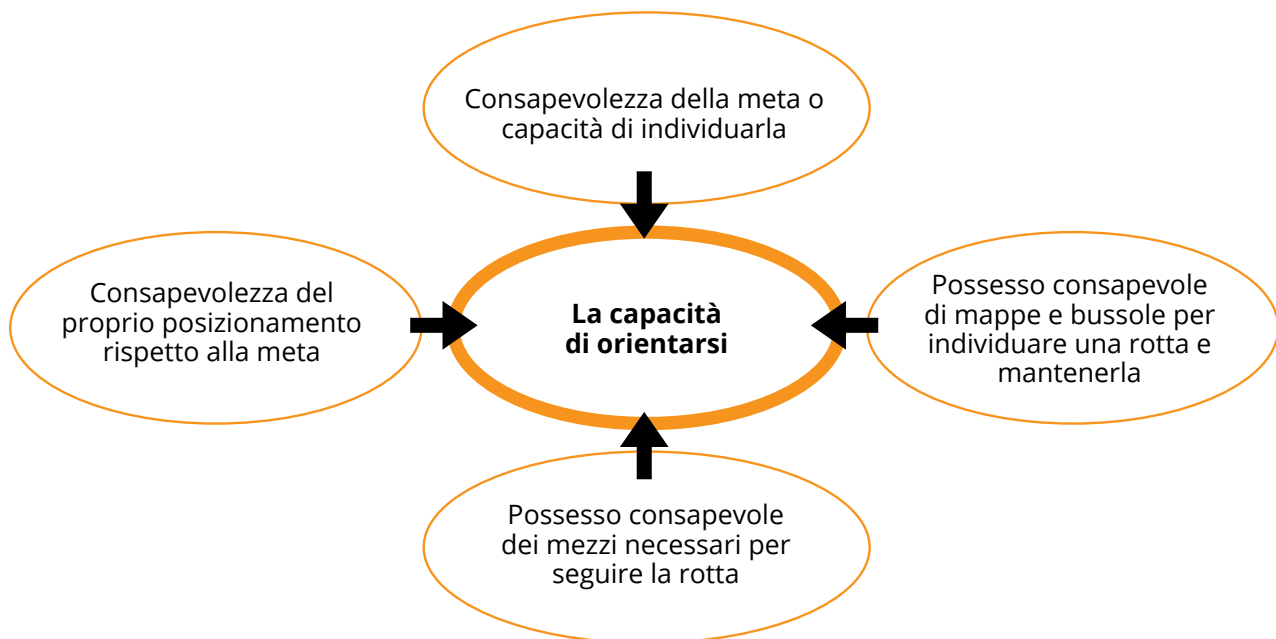 Consapevolezza della meta o
capacità di individuarla
Consapevolezza del
proprio posizionamento
rispetto alla meta
La capacità
di orientarsi
Possesso consapevole
di mappe e bussole per
individuare una rotta e
mantenerla
Possesso consapevole
dei mezzi necessari per
seguire la rotta